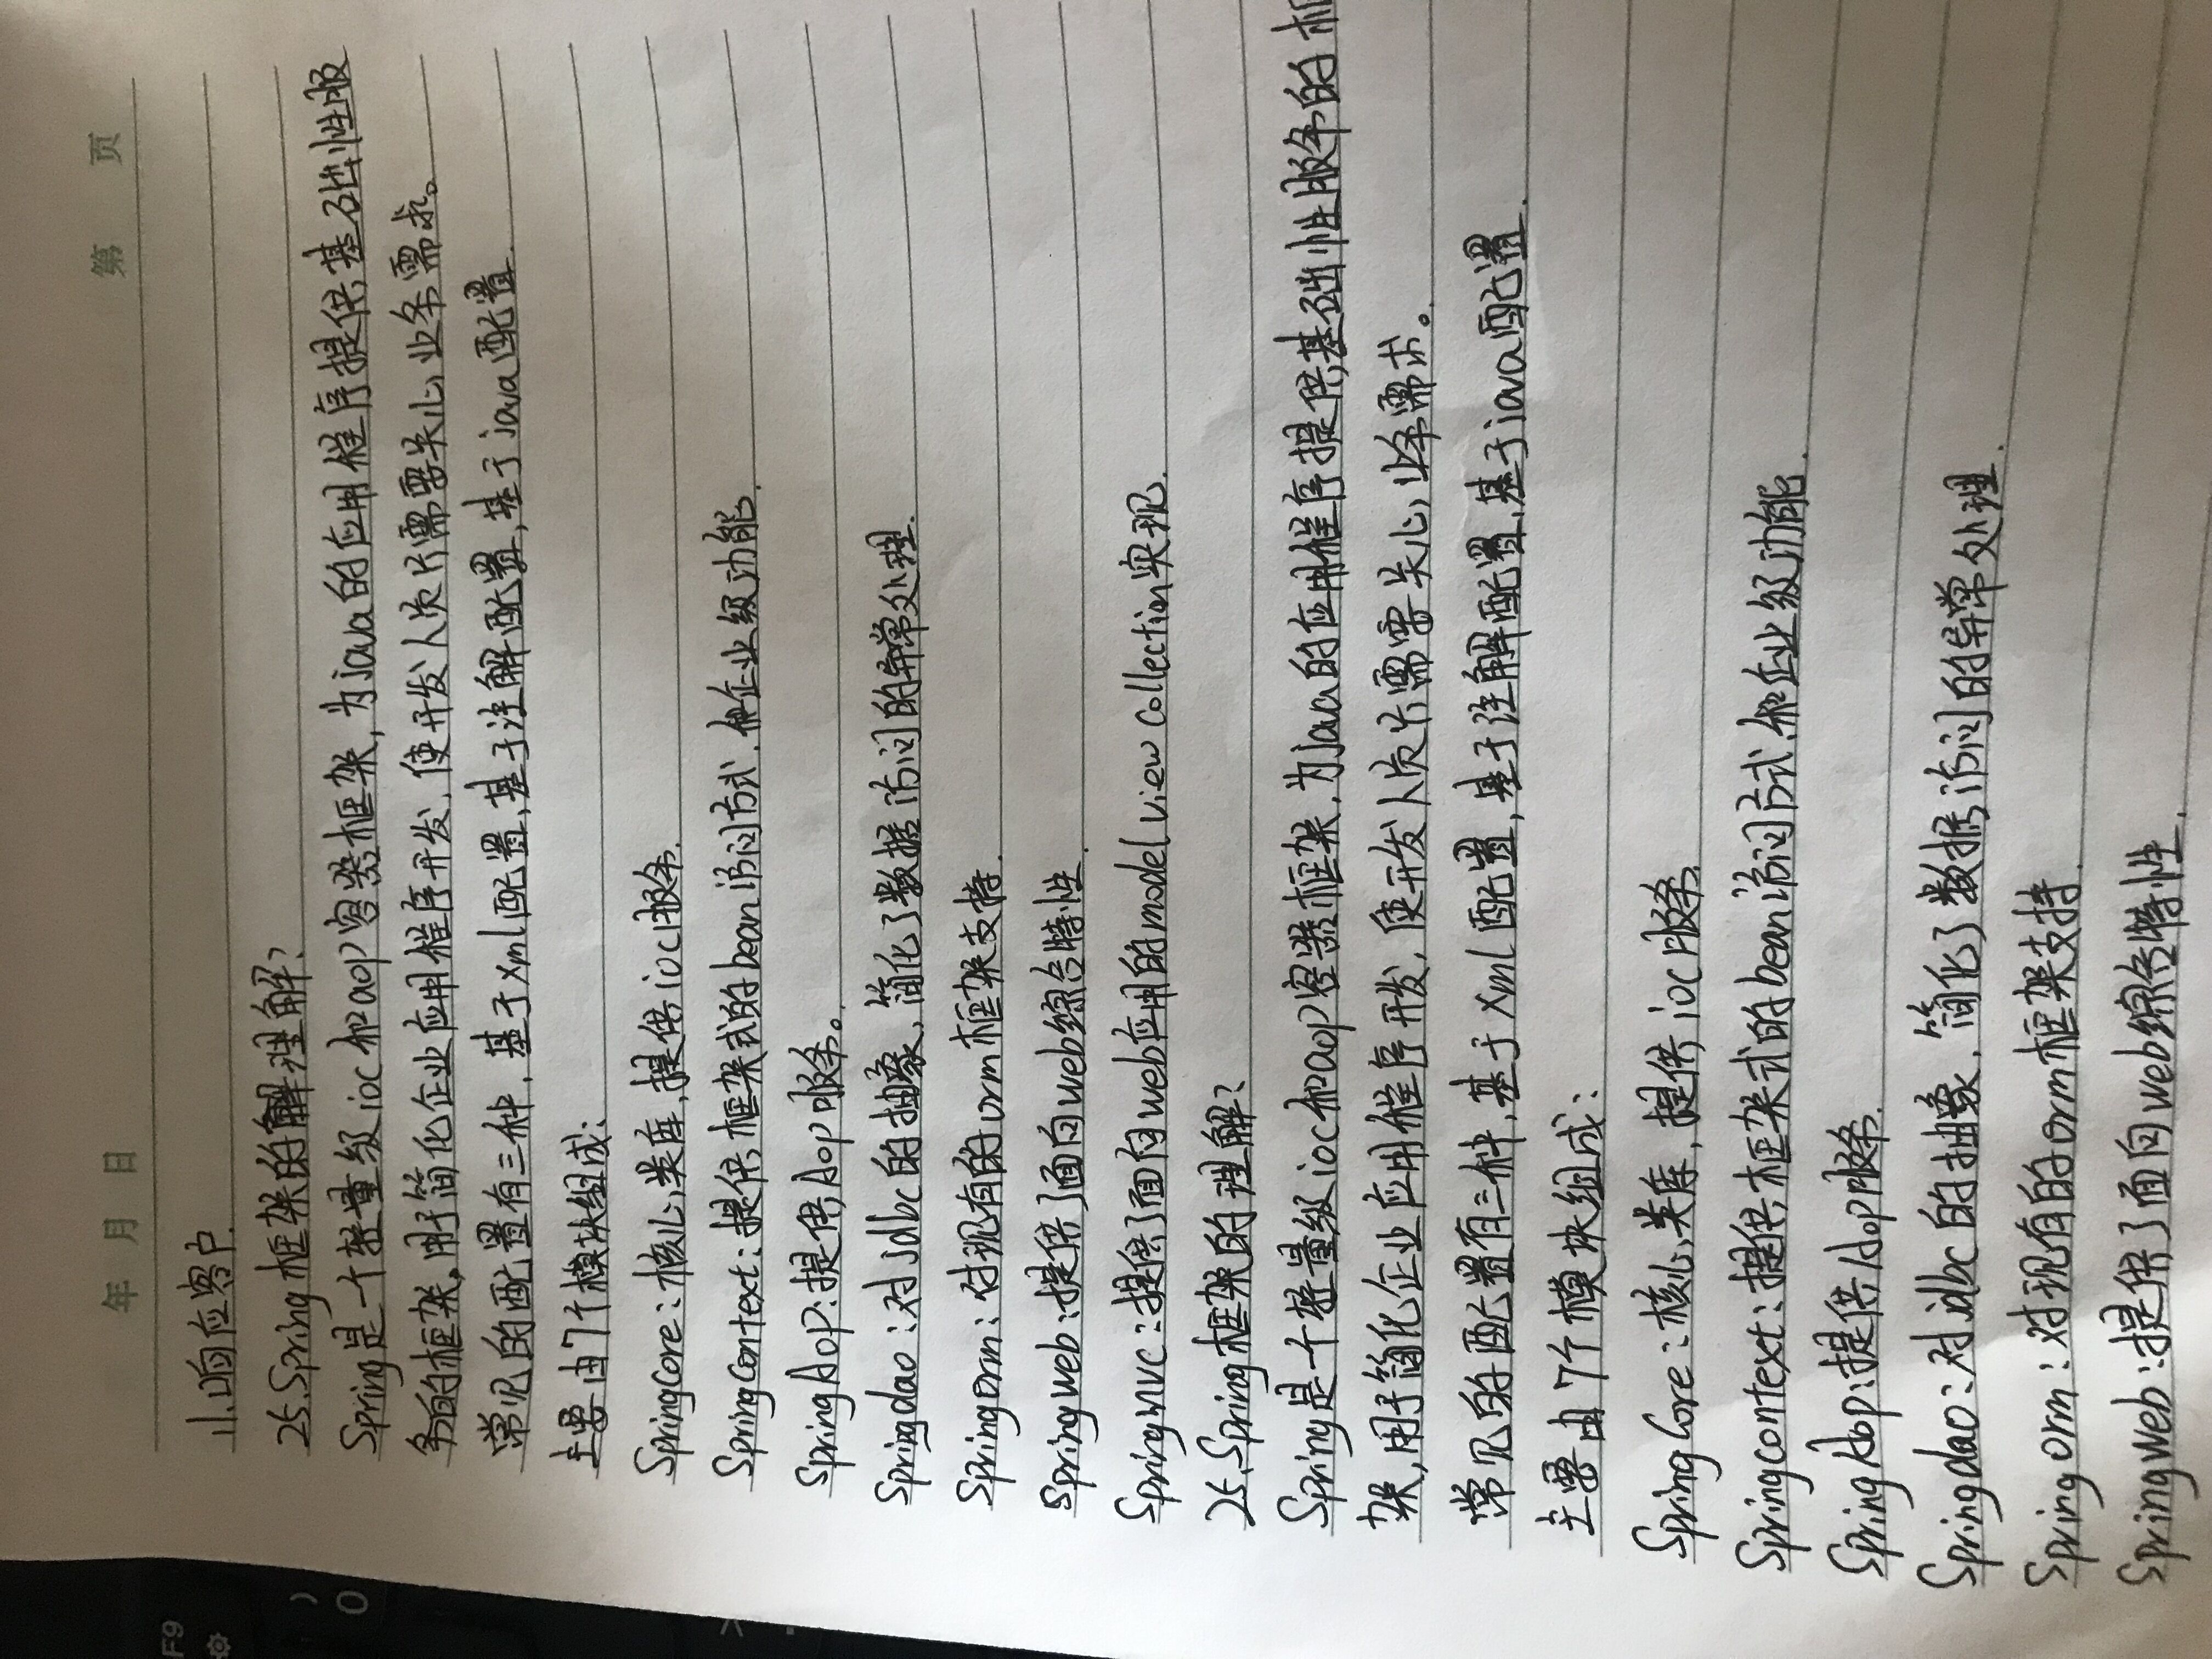 年 月 日 第 页
F9
11.响应客户.
)
25.Spring框架的解理解?
0
Spring是一个轻量级ioc和aop容器框架,为java的应用程序提供基础性服
务的框架。用于简化企业应用程序开发,使开发人员只需要关心业务需求。
常见的配置有三种,基于xml配置,基于注解配置,基于java配置.
主要由7个模块组成:
Springcore:核心类库,提供ioc服务.
>
Springcontext:提供框架式的bean访问方式,和企业级功能.
SpringAop:提供Aop服务。
Springdao:对jdbc的抽象,简化了数据访问的异常处理.
Springorm:对现有的orm框架支持.
Springweb:提供了面向web综合特性.
Springmvc:提供了面向web应用的model view Collection实现.
25.Spring框架的理解?
Spring是一个轻量级ioc和aop容器框架,为java的应用程序提供基础性服务的框
架,用于简化企业应用程序开发,使开发人员只需要关心业务需求。
常见的配置有三种,基于xml配置,基于注解配置,基于java配置.
主要由7个模块组成:
SpringCore:核心类库,提供ioc服务.
Springcontext:提供框架式的bean访问方式,和企业级功能.
SpringAop:提供Aop服务.
Springdao:对jdbc的抽象,简化了数据访问的异常处理.
Springorm:对现有的orm框架支持.
Springweb:提供了面向web综合特性.